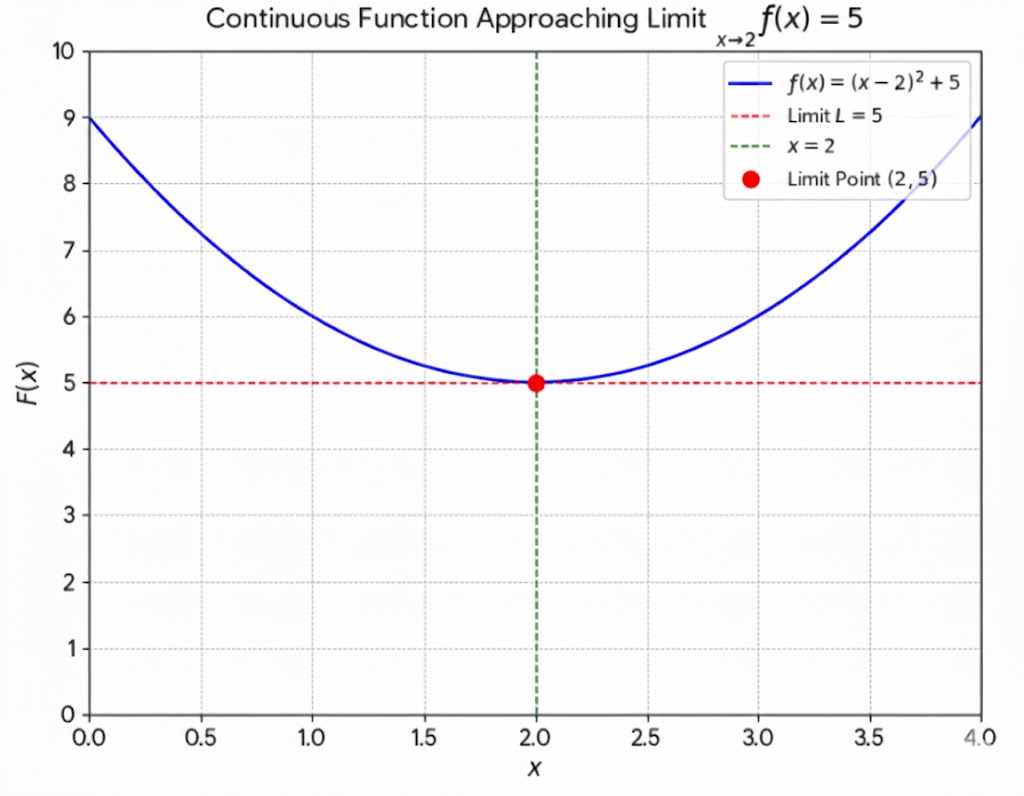 Continuous Function Approaching Limit x→2 f(x) = 5
f(x) = (x − 2)² + 5
Limit L = 5
x = 2
Limit Point (2, 5)
F(x)
10
9
8
7
6
5
4
3
2
1
0
0.0 0.5 1.0 1.5 2.0 2.5 3.0 3.5 4.0
x